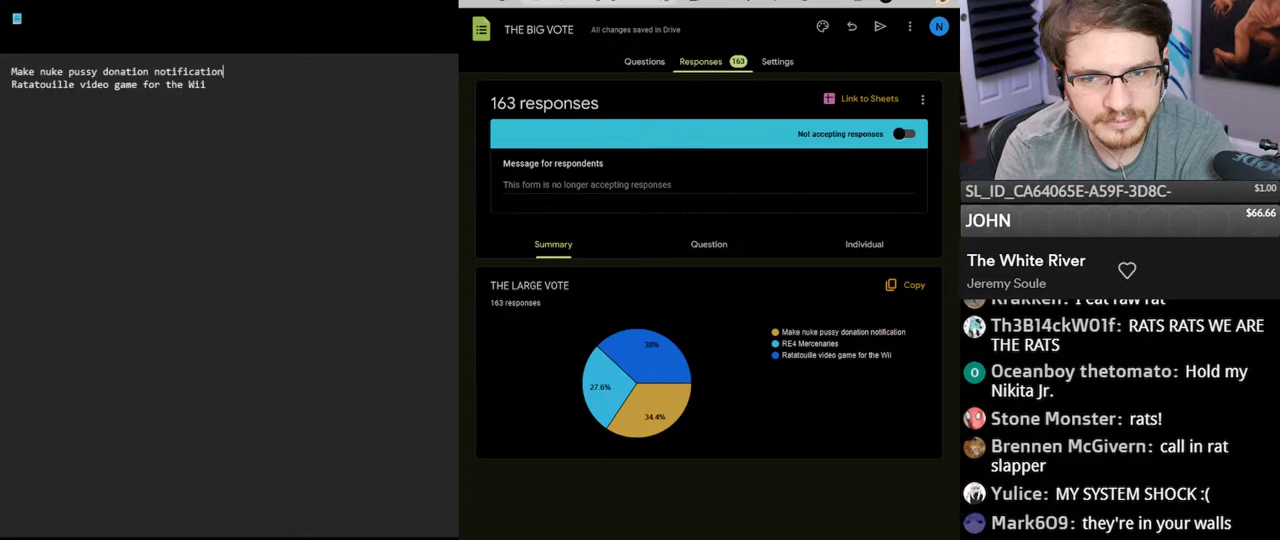 Make nuke pussy donation notification
Ratatouille video game for the Wii
THE BIG VOTE
All changes saved in Drive
N
Questions
Responses 163
Settings
163 responses
Link to Sheets
Not accepting responses
Message for respondents
This form is no longer accepting responses
Summary
Question
Individual
THE LARGE VOTE
Copy
163 responses
38%
27.6%
34.4%
Make nuke pussy donation notification
RE4 Mercenaries
Ratatouille video game for the Wii
SL_ID_CA64065E-A59F-3D8C- $1.00
JOHN $66.66
The White River
Jeremy Soule
Krakken: I eat raw rat
Th3B14ckW01f: RATS RATS WE ARE
THE RATS
Oceanboy thetomato: Hold my
Nikita Jr.
Stone Monster: rats!
Brennen McGivern: call in rat
slapper
Yulice: MY SYSTEM SHOCK :(
Mark609: they're in your walls